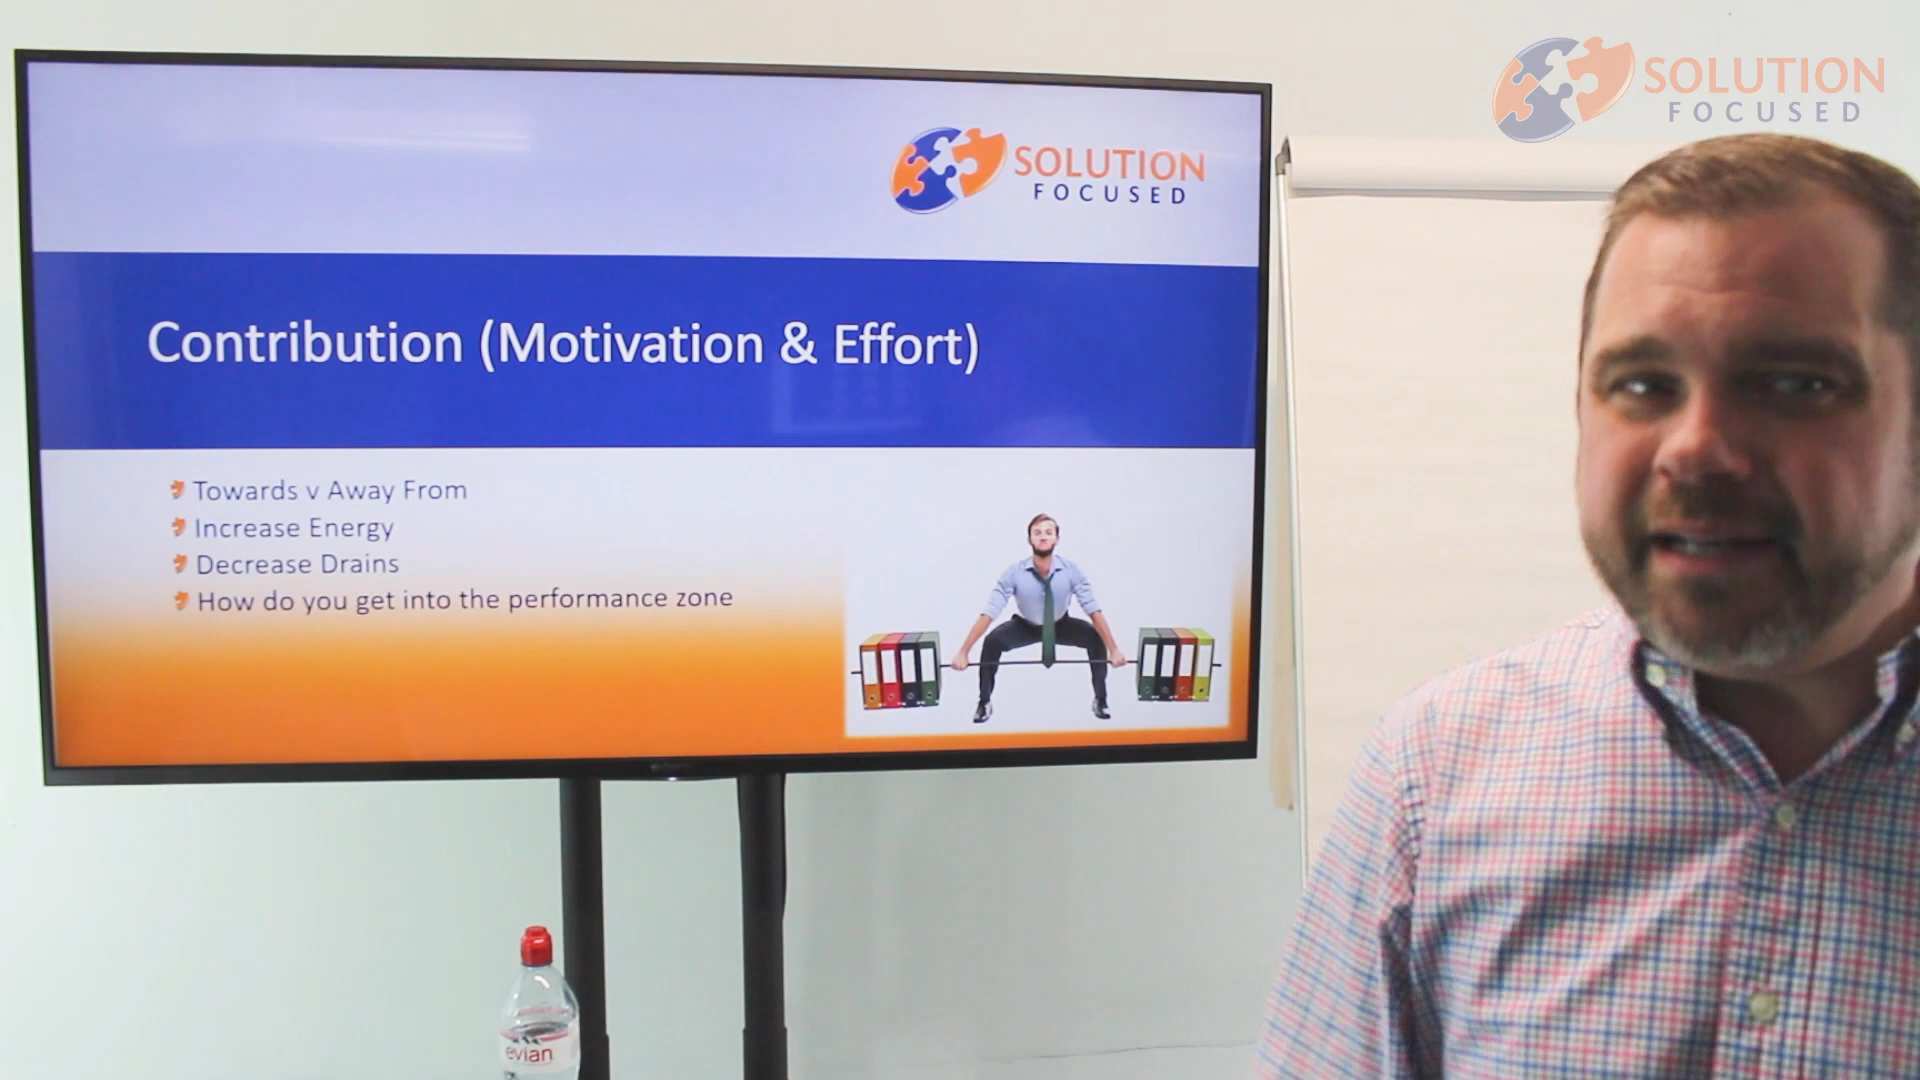 SOLUTION
FOCUSED
SOLUTION
FOCUSED
Contribution (Motivation & Effort)
Towards v Away From
Increase Energy
Decrease Drains
How do you get into the performance zone
evian